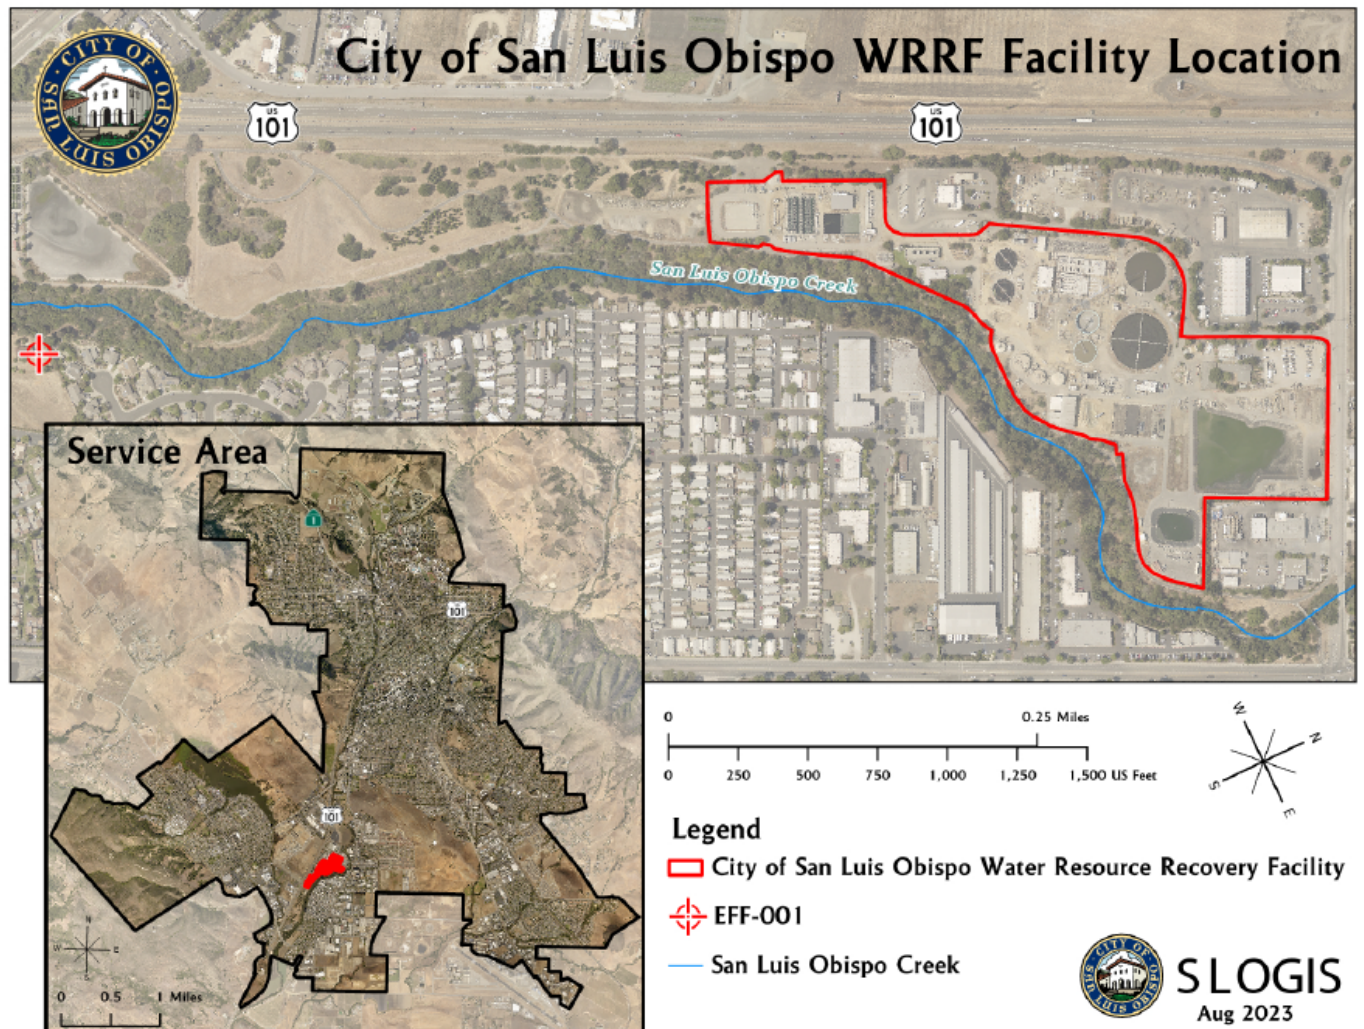 City of San Luis Obispo WRRF Facility Location
CITY OF
SAN LUIS OBISPO
US
101
US
101
San Luis Obispo Creek
Service Area
1
101
101
N
W E
S
0 0.5 1 Miles
0 0.25 Miles
0 250 500 750 1,000 1,250 1,500 US Feet
W
N
S
E
Legend
City of San Luis Obispo Water Resource Recovery Facility
EFF-001
San Luis Obispo Creek
CITY OF
SAN LUIS OBISPO
SLOGIS
Aug 2023